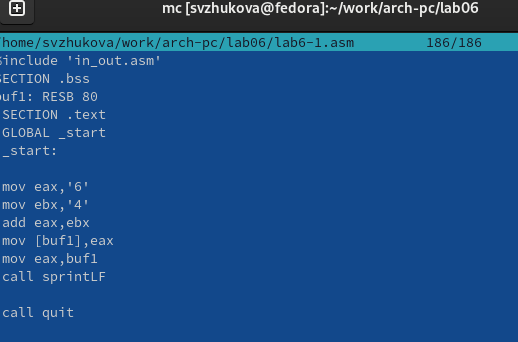 mc [svzhukova@fedora]:~/work/arch-pc/lab06
/home/svzhukova/work/arch-pc/lab06/lab6-1.asm 186/186
%include 'in_out.asm'
SECTION .bss
buf1: RESB 80
SECTION .text
GLOBAL _start
_start:
mov eax,'6'
mov ebx,'4'
add eax,ebx
mov [buf1],eax
mov eax,buf1
call sprintLF
call quit